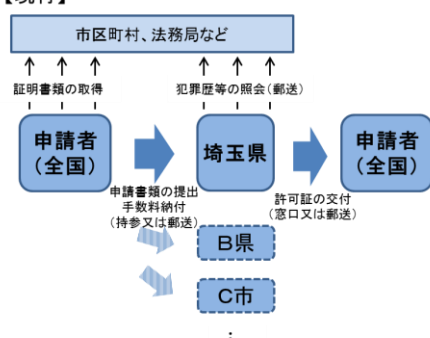 【現行】
市区町村、法務局など
証明書類の取得
犯罪歴等の照会(郵送)
申請者
(全国)
埼玉県
申請者
(全国)
申請書類の提出
手数料納付
(持参又は郵送)
許可証の交付
(窓口又は郵送)
B県
C市
: